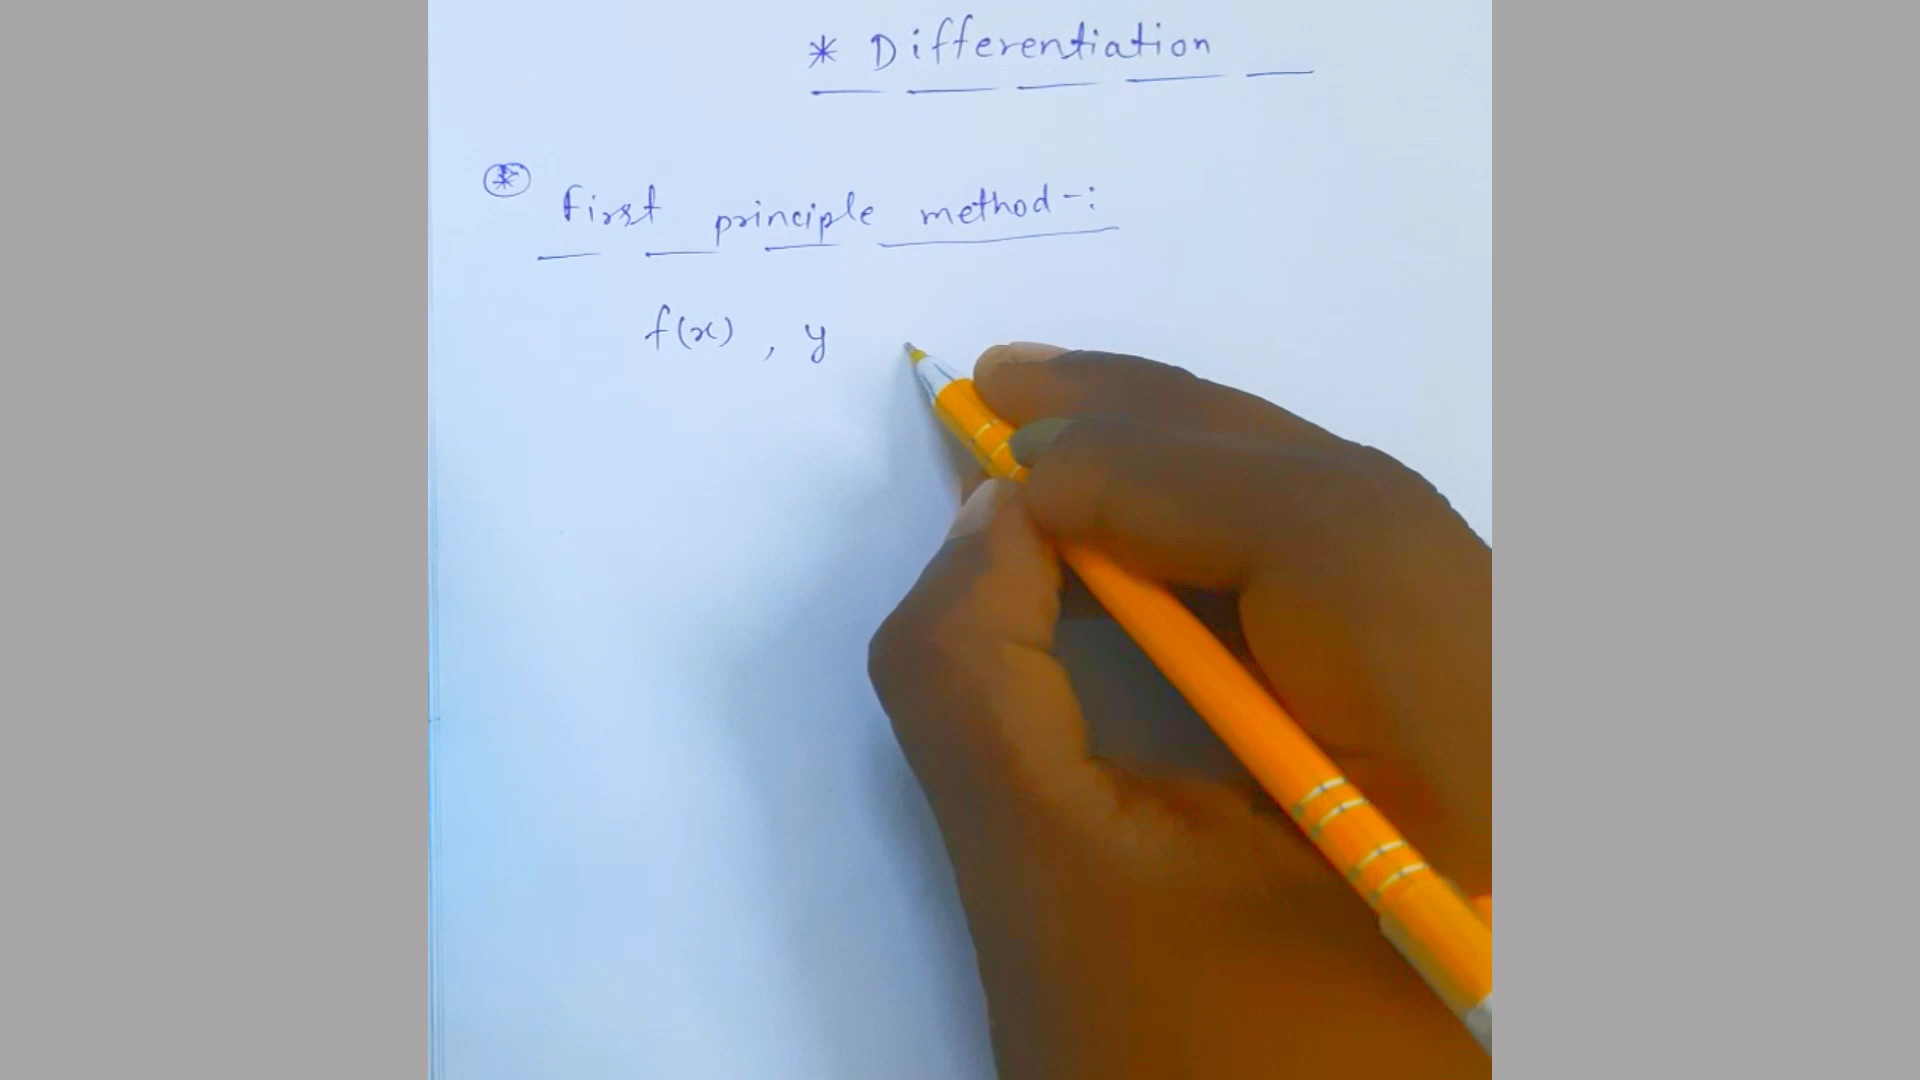 * Differentiation
* First principle method -:
f(x) , y